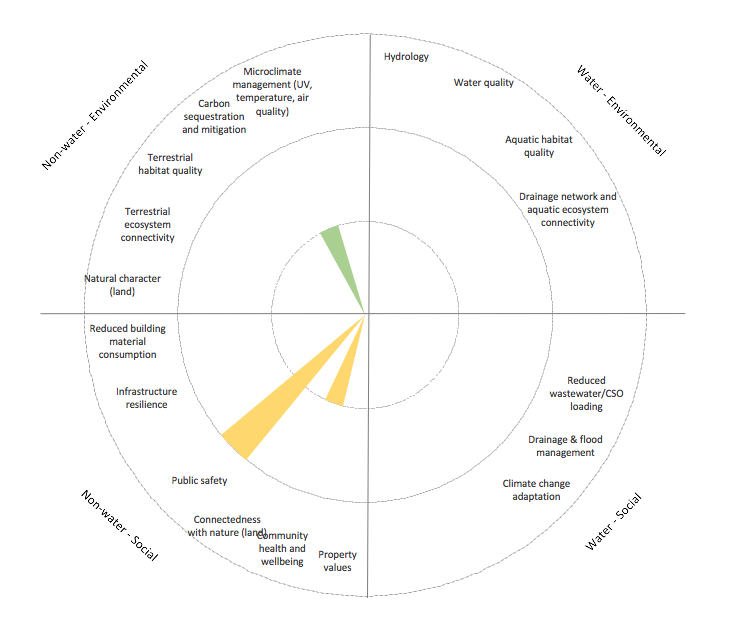 Hydrology
Water quality
Aquatic habitat
quality
Drainage network and
aquatic ecosystem
connectivity
Water - Environmental
Reduced
wastewater/CSO
loading
Drainage & flood
management
Climate change
adaptation
Water - Social
Property
values
Community
health and
wellbeing
Connectedness
with nature (land)
Public safety
Infrastructure
resilience
Reduced building
material
consumption
Non-water - Social
Natural character
(land)
Terrestrial
ecosystem
connectivity
Terrestrial
habitat quality
Carbon
sequestration
and mitigation
Microclimate
management (UV,
temperature, air
quality)
Non-water - Environmental